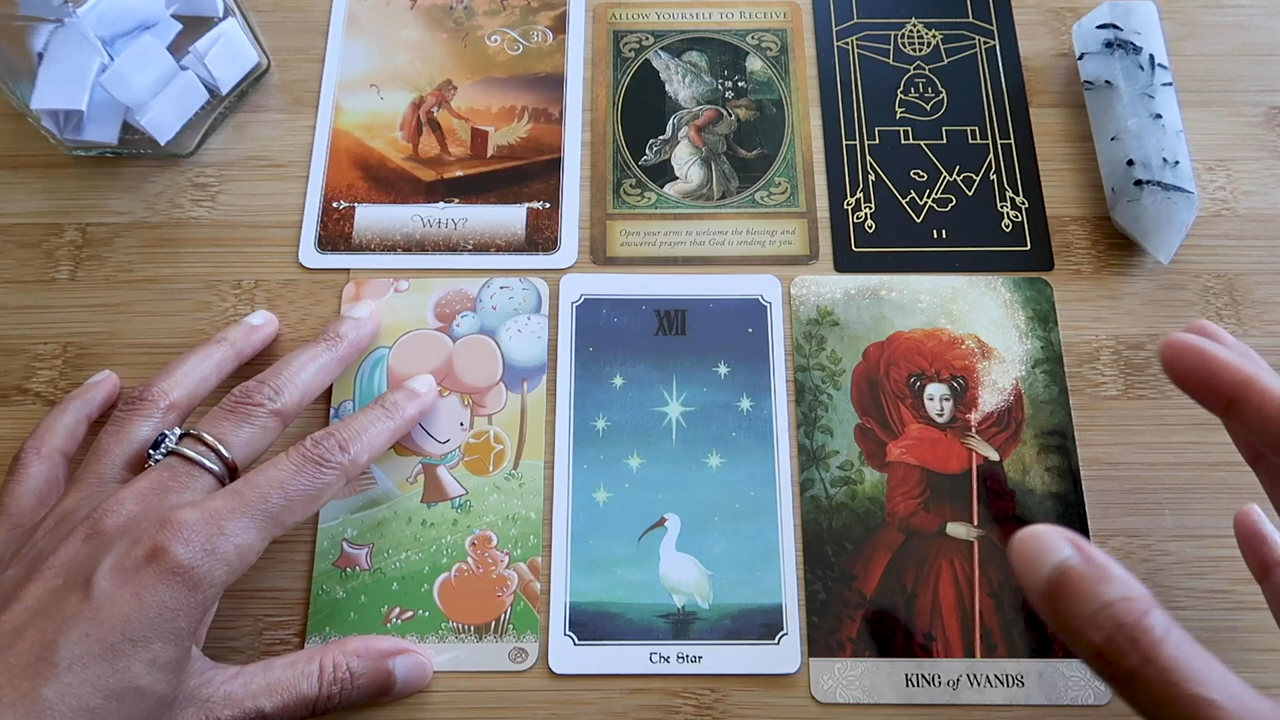 31
WHY?
ALLOW YOURSELF TO RECEIVE
Open your arms to welcome the blessings and
answered prayers that God is sending to you.
II
XVII
The Star
KING of WANDS